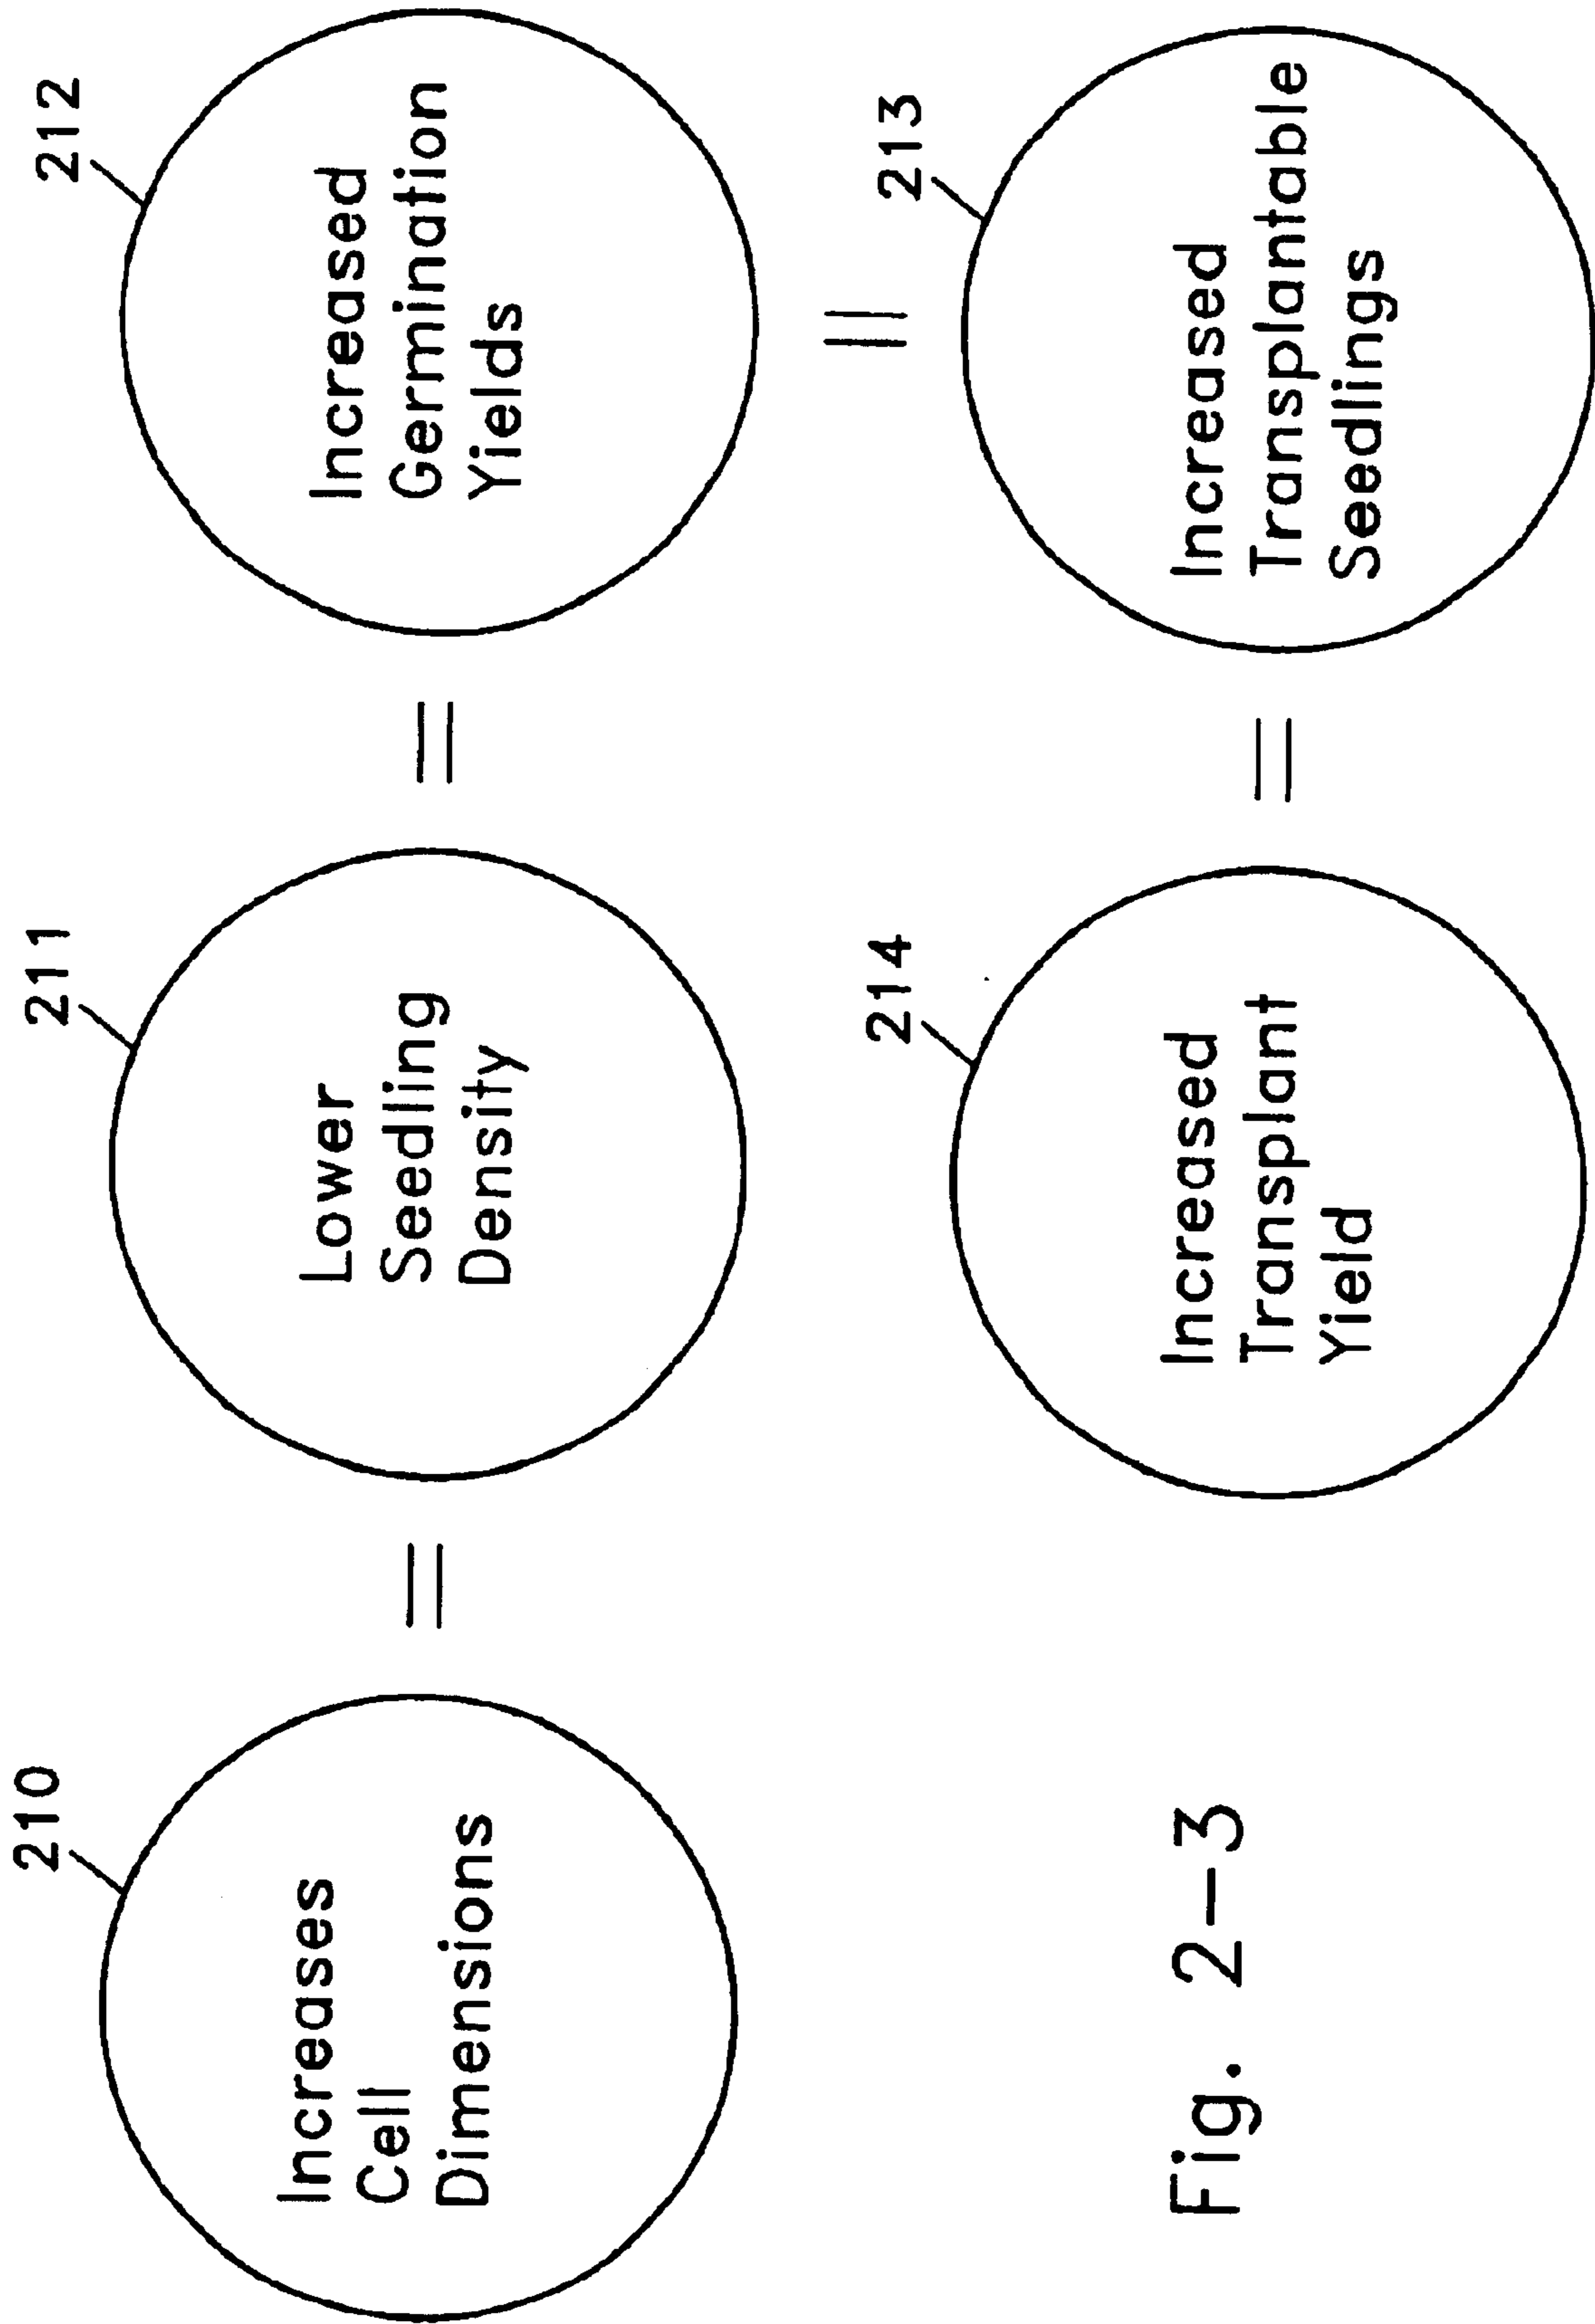 210
Increases
Cell
Dimensions
211
Lower
Seedling
Density
212
Increased
Germination
Yields
213
Increased
Transplantable
Seedlings
214
Increased
Transplant
Yield
Fig. 2-3